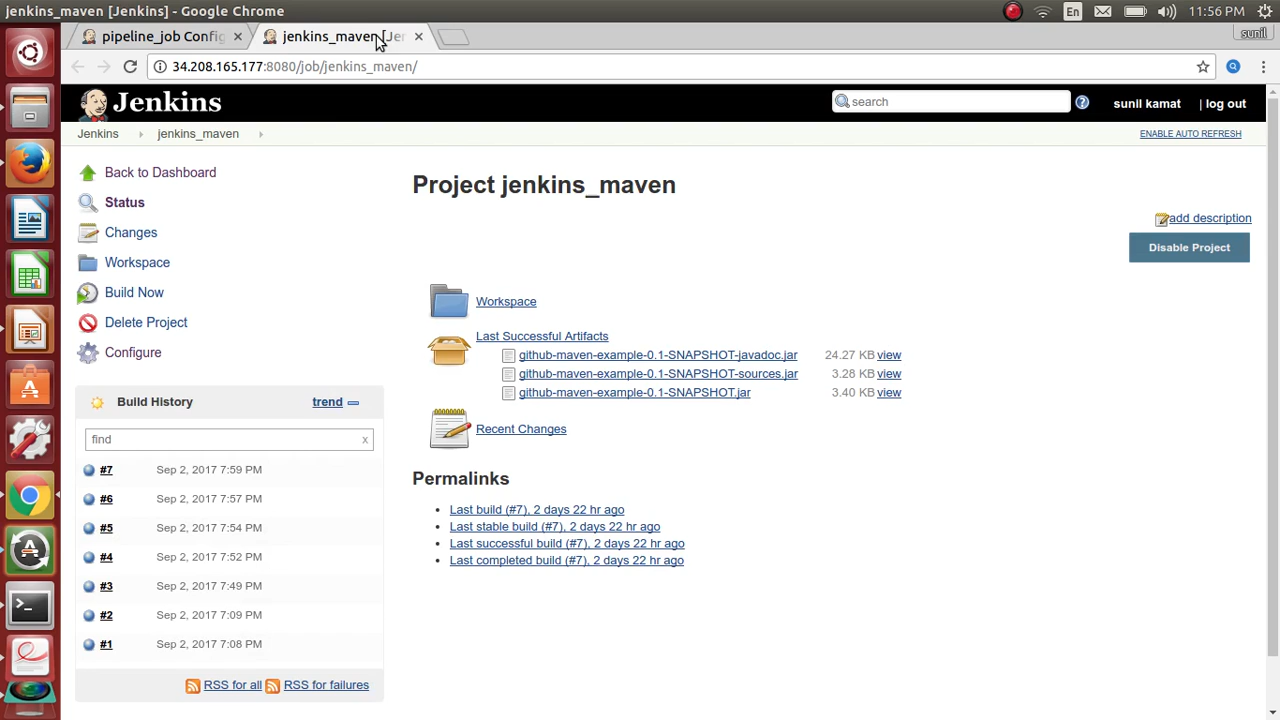 jenkins_maven [Jenkins] - Google Chrome
En
11:56 PM
pipeline_job Config
jenkins_maven [Jen
sunil
34.208.165.177:8080/job/jenkins_maven/
Jenkins
search
sunil kamat
| log out
Jenkins
jenkins_maven
ENABLE AUTO REFRESH
Back to Dashboard
Status
Changes
Workspace
Build Now
Delete Project
Configure
Build History
trend
find
x
#7 Sep 2, 2017 7:59 PM
#6 Sep 2, 2017 7:57 PM
#5 Sep 2, 2017 7:54 PM
#4 Sep 2, 2017 7:52 PM
#3 Sep 2, 2017 7:49 PM
#2 Sep 2, 2017 7:09 PM
#1 Sep 2, 2017 7:08 PM
RSS for all
RSS for failures
Project jenkins_maven
add description
Disable Project
Workspace
Last Successful Artifacts
github-maven-example-0.1-SNAPSHOT-javadoc.jar 24.27 KB view
github-maven-example-0.1-SNAPSHOT-sources.jar 3.28 KB view
github-maven-example-0.1-SNAPSHOT.jar 3.40 KB view
Recent Changes
Permalinks
Last build (#7), 2 days 22 hr ago
Last stable build (#7), 2 days 22 hr ago
Last successful build (#7), 2 days 22 hr ago
Last completed build (#7), 2 days 22 hr ago